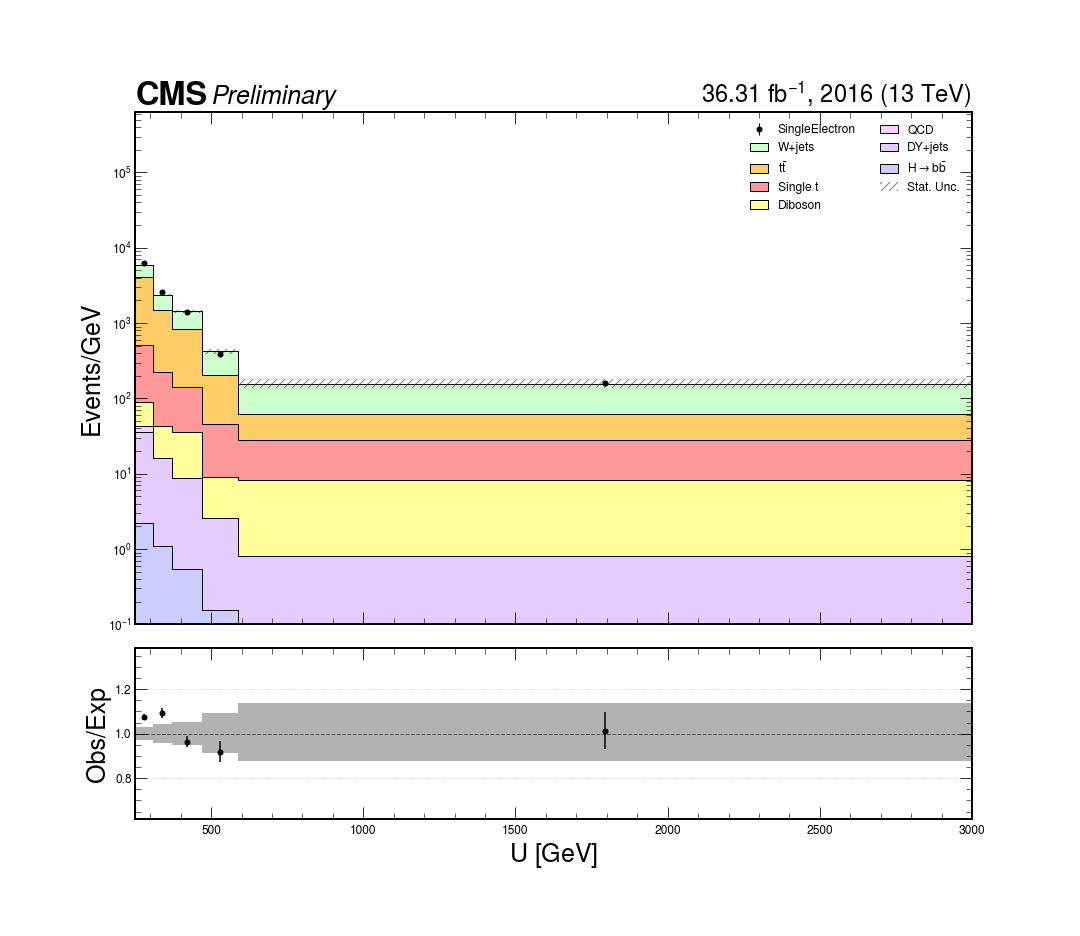 CMS Preliminary 36.31 fb⁻¹, 2016 (13 TeV)
SingleElectron QCD
W+jets DY+jets
tt̄ H→bb̄
Single t Stat. Unc.
Diboson
10⁵
10⁴
10³
10²
10¹
10⁰
10⁻¹
Events/GeV
1.2
1.0
0.8
Obs/Exp
500 1000 1500 2000 2500 3000
U [GeV]